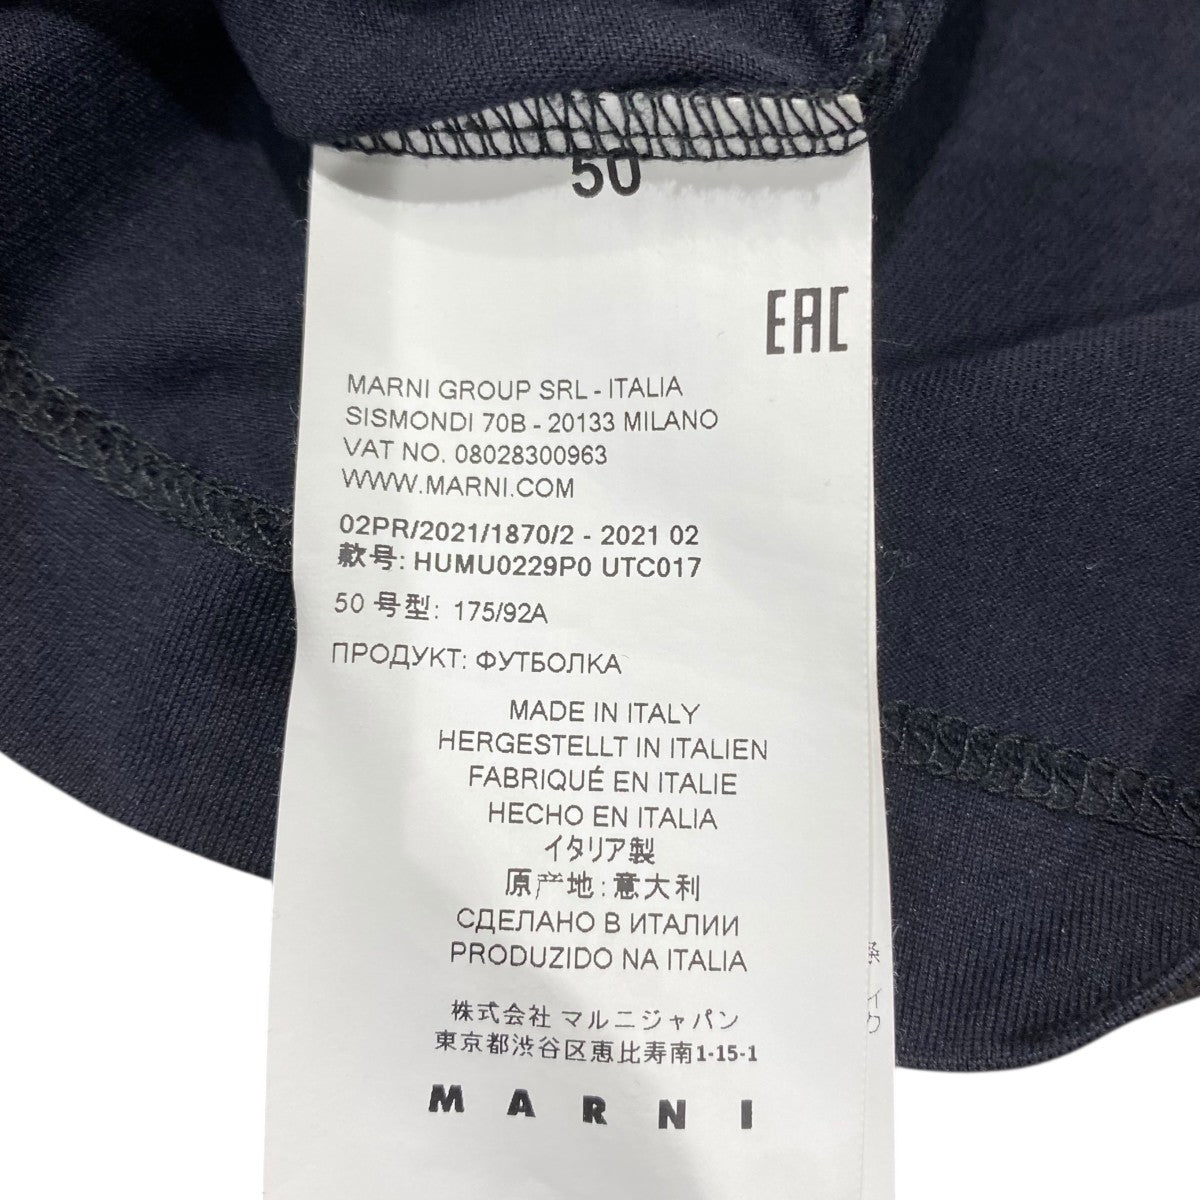 50
EAC
MARNI GROUP SRL - ITALIA
SISMONDI 70B - 20133 MILANO
VAT NO. 08028300963
WWW.MARNI.COM
02PR/2021/1870/2 - 2021 02
款号: HUMU0229P0 UTC017
50 号型: 175/92A
ПРОДУКТ: ФУТБОЛКА
MADE IN ITALY
HERGESTELLT IN ITALIEN
FABRIQUÉ EN ITALIE
HECHO EN ITALIA
イタリア製
原产地: 意大利
СДЕЛАНО В ИТАЛИИ
PRODUZIDO NA ITALIA
株式会社 マルニジャパン
東京都渋谷区恵比寿南1-15-1
MARNI